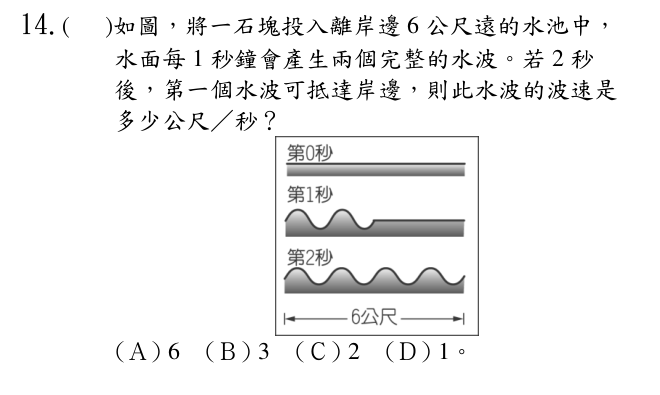 14.(　)如圖，將一石塊投入離岸邊 6 公尺遠的水池中，
水面每 1 秒鐘會產生兩個完整的水波。若 2 秒
後，第一個水波可抵達岸邊，則此水波的波速是
多少公尺／秒？
第0秒
第1秒
第2秒
6公尺
（A）6　（B）3　（C）2　（D）1。